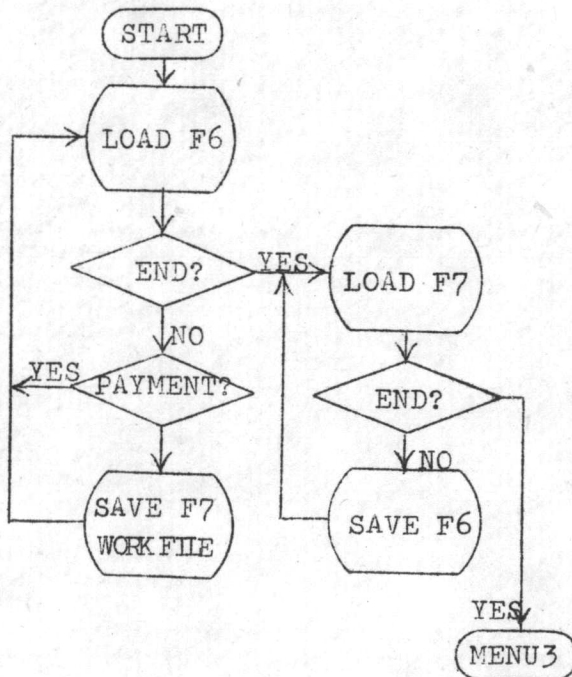 START
LOAD F6
END?
YES
LOAD F7
NO
YES
PAYMENT?
END?
NO
SAVE F7
WORK FILE
SAVE F6
YES
MENU3